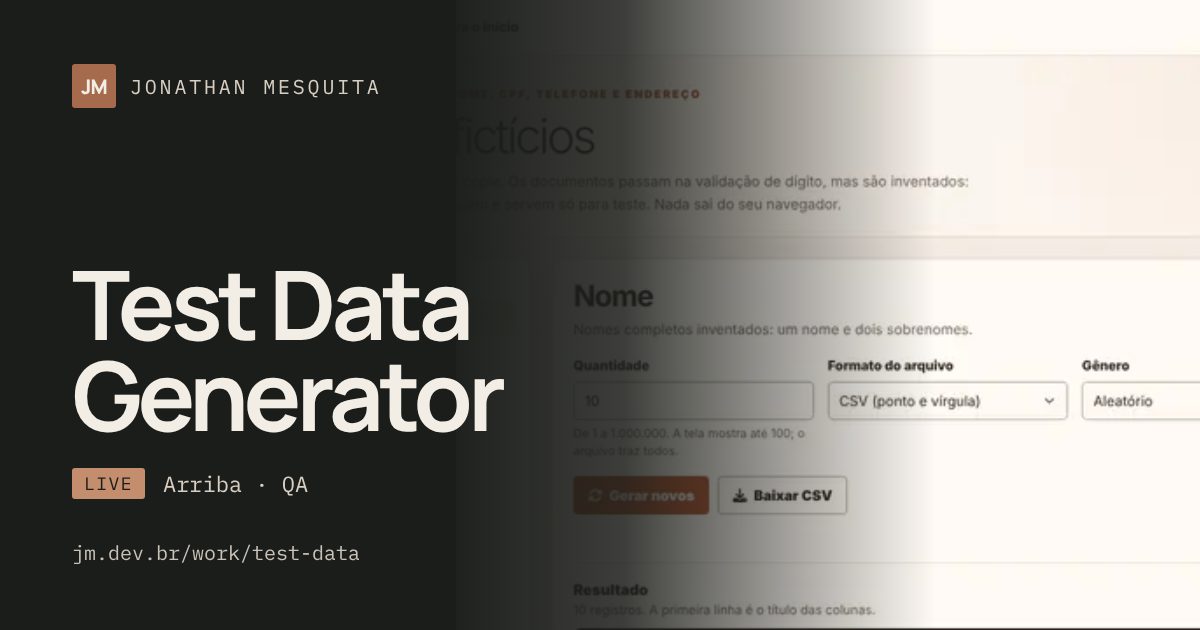 JM JONATHAN MESQUITA
Test Data
Generator
LIVE Arriba · QA
jm.dev.br/work/test-data
o início
CPF, TELEFONE E ENDEREÇO
fictícios
Os documentos passam na validação de dígito, mas são inventados:
e servem só para teste. Nada sai do seu navegador.
Nome
Nomes completos inventados: um nome e dois sobrenomes.
Quantidade Formato do arquivo Gênero
10 CSV (ponto e vírgula) Aleatório
De 1 a 1.000.000. A tela mostra até 100; o
arquivo traz todos.
Gerar novos Baixar CSV
Resultado
10 registros. A primeira linha é o título das colunas.